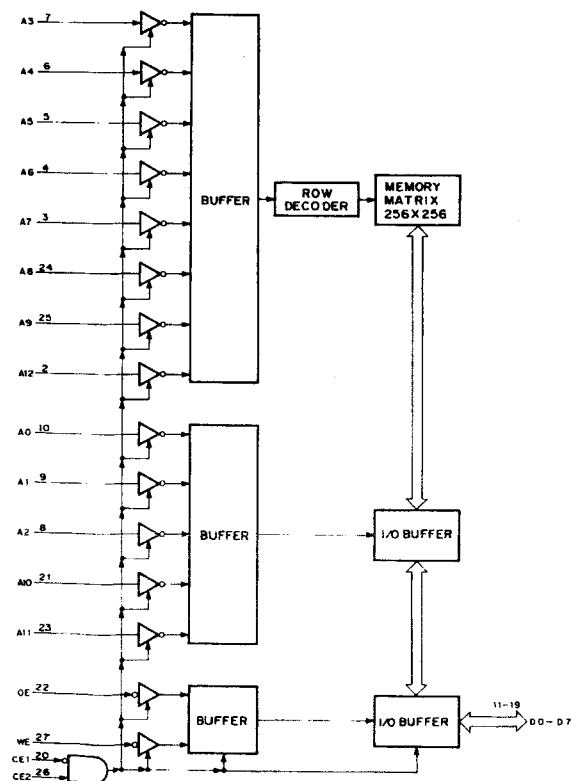 A3 7
A4 6
A5 5
A6 4
A7 3
A8 24
A9 25
A12 2
BUFFER
ROW
DECODER
MEMORY
MATRIX
256X256
A0 10
A1 9
A2 8
A10 21
A11 23
BUFFER
I/O BUFFER
OE 22
WE 27
CE1 20
CE2 26
BUFFER
I/O BUFFER
11-19
D0-D7